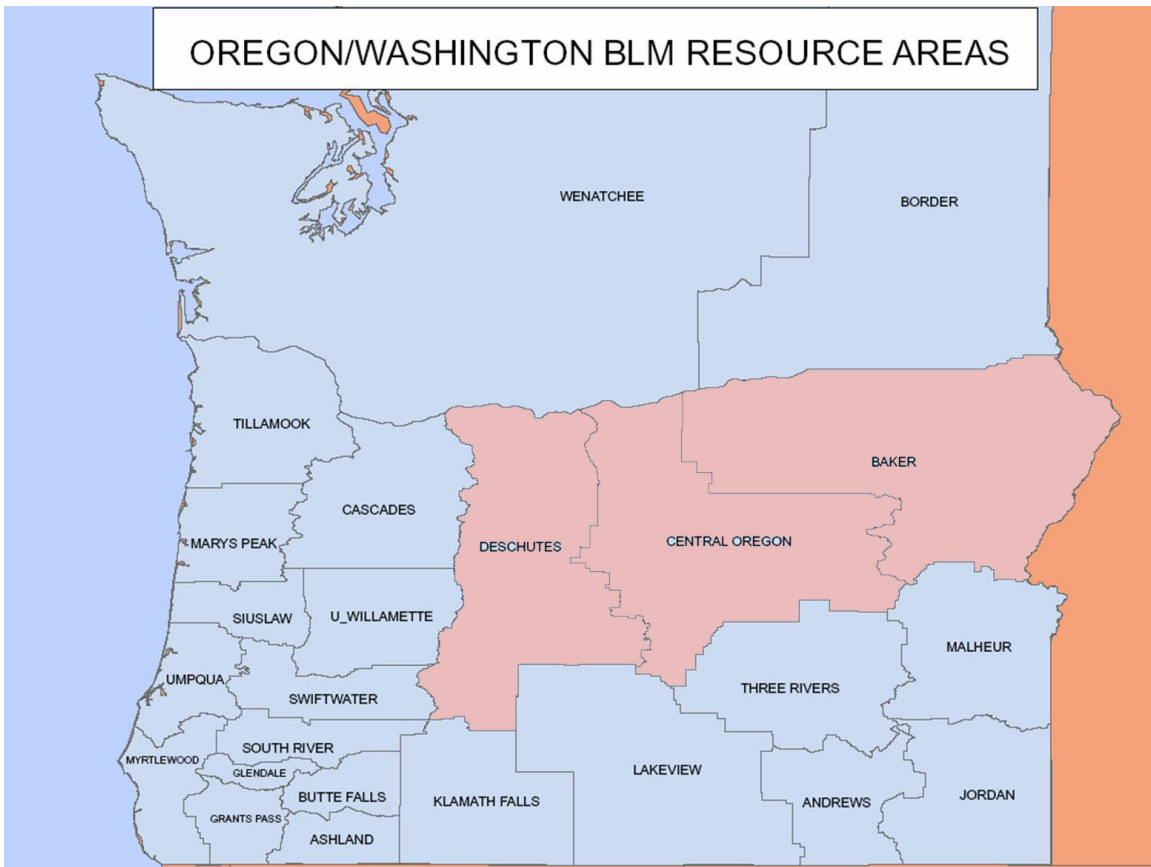 OREGON/WASHINGTON BLM RESOURCE AREAS
WENATCHEE
BORDER
TILLAMOOK
BAKER
CASCADES
MARYS PEAK
DESCHUTES
CENTRAL OREGON
SIUSLAW
U_WILLAMETTE
MALHEUR
UMPQUA
SWIFTWATER
THREE RIVERS
SOUTH RIVER
MYRTLEWOOD
GLENDALE
LAKEVIEW
BUTTE FALLS
KLAMATH FALLS
ANDREWS
JORDAN
GRANTS PASS
ASHLAND